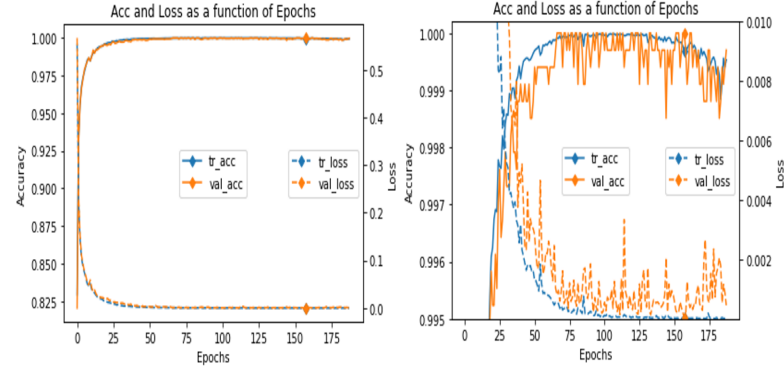 Acc and Loss as a function of Epochs
1.000
0.975
0.950
0.925
0.900
0.875
0.850
0.825
Accuracy
0.5
0.4
0.3
0.2
0.1
0.0
Loss
tr_acc
val_acc
tr_loss
val_loss
0 25 50 75 100 125 150 175
Epochs
Acc and Loss as a function of Epochs
1.000
0.999
0.998
0.997
0.996
0.995
Accuracy
0.010
0.008
0.006
0.004
0.002
Loss
tr_acc
val_acc
tr_loss
val_loss
0 25 50 75 100 125 150 175
Epochs